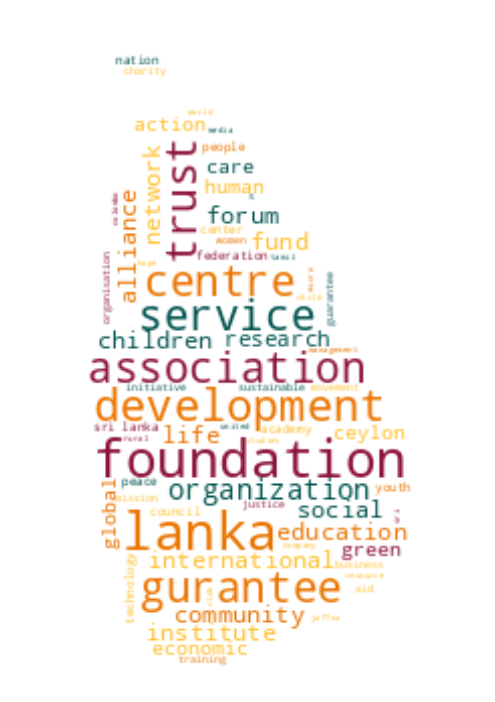 nation
charity
world
action
media
trust
people
network
care
human
alliance
forum
center
women
fund
federation
tamil
hope
organisation
centre
child
guarantee
service
children
research
management
association
initiative
sustainable
movement
development
sri lanka
united
academy
rural
life
studies
ceylon
foundation
peace
organization
youth
mission
global
council
justice
social
lanka
education
company
green
international
business
resource
technology
gurantee
aid
community
jaffna
institute
economic
training